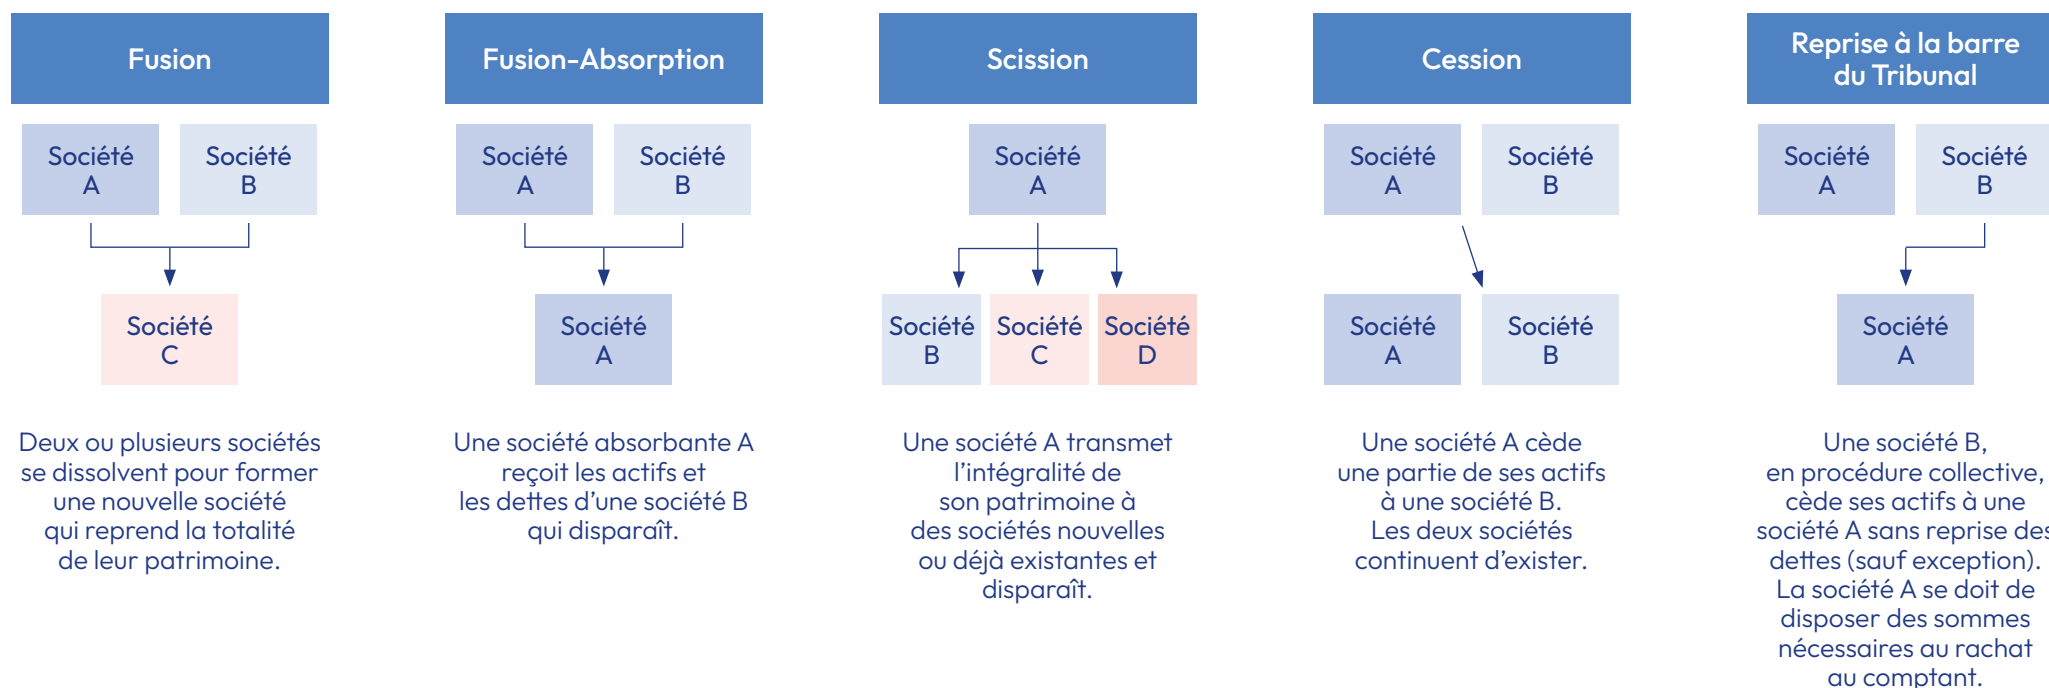 Fusion
Société
A
Société
B
Société
C
Deux ou plusieurs sociétés
se dissolvent pour former
une nouvelle société
qui reprend la totalité
de leur patrimoine.
Fusion-Absorption
Société
A
Société
B
Société
A
Une société absorbante A
reçoit les actifs et
les dettes d'une société B
qui disparaît.
Scission
Société
A
Société
B
Société
C
Société
D
Une société A transmet
l'intégralité de
son patrimoine à
des sociétés nouvelles
ou déjà existantes et
disparaît.
Cession
Société
A
Société
B
Société
A
Société
B
Une société A cède
une partie de ses actifs
à une société B.
Les deux sociétés
continuent d'exister.
Reprise à la barre
du Tribunal
Société
A
Société
B
Société
A
Une société B,
en procédure collective,
cède ses actifs à une
société A sans reprise des
dettes (sauf exception).
La société A se doit de
disposer des sommes
nécessaires au rachat
au comptant.